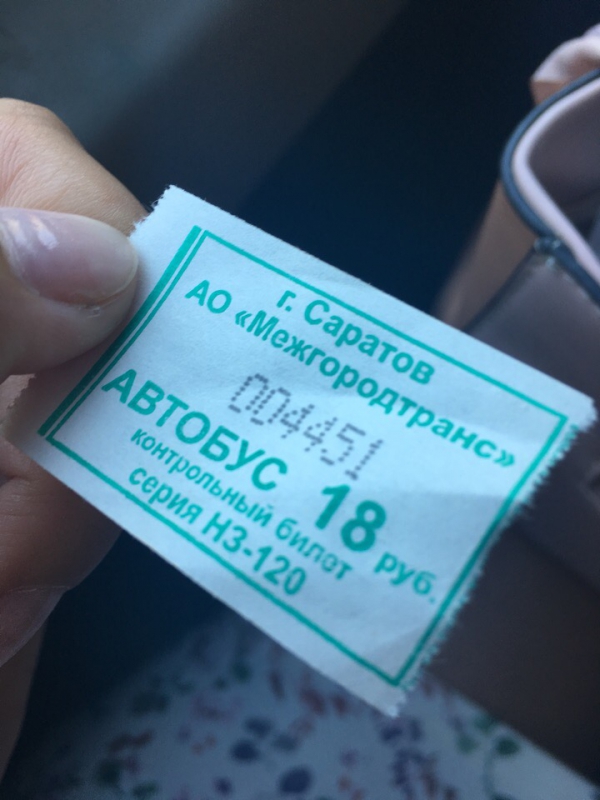 г. Саратов
АО «Межгородтранс»
004451
АВТОБУС 18 руб.
контрольный билет
серия НЗ-120